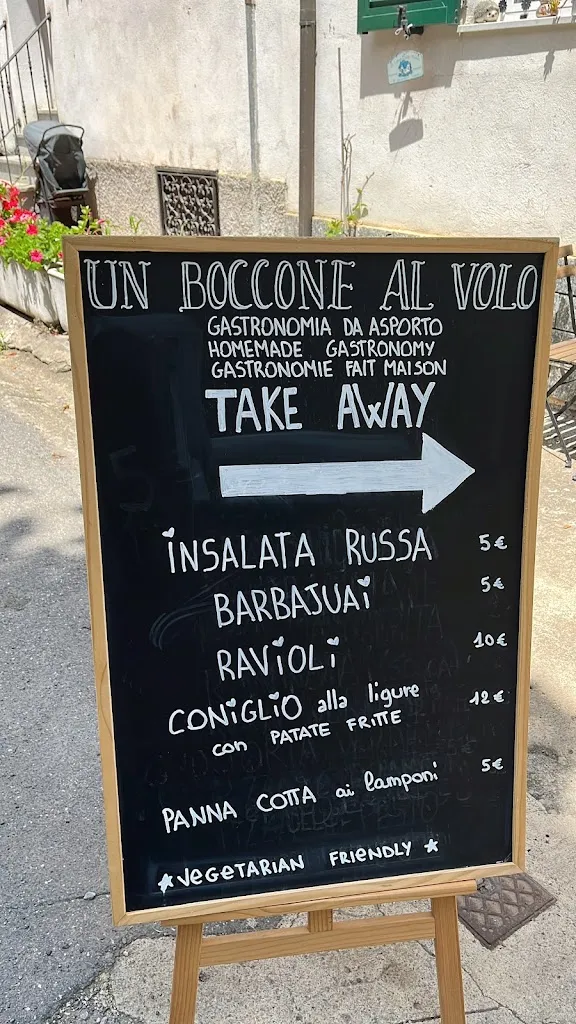 UN BOCCONE AL VOLO
GASTRONOMIA DA ASPORTO
HOMEMADE GASTRONOMY
GASTRONOMIE FAIT MAISON
TAKE AWAY
INSALATA RUSSA 5€
BARBAJUAI 5€
RAVIOLI 10€
CONIGLIO alla ligure 12€
con PATATE FRITTE
PANNA COTTA ai lamponi 5€
★ VEGETARIAN FRIENDLY ★